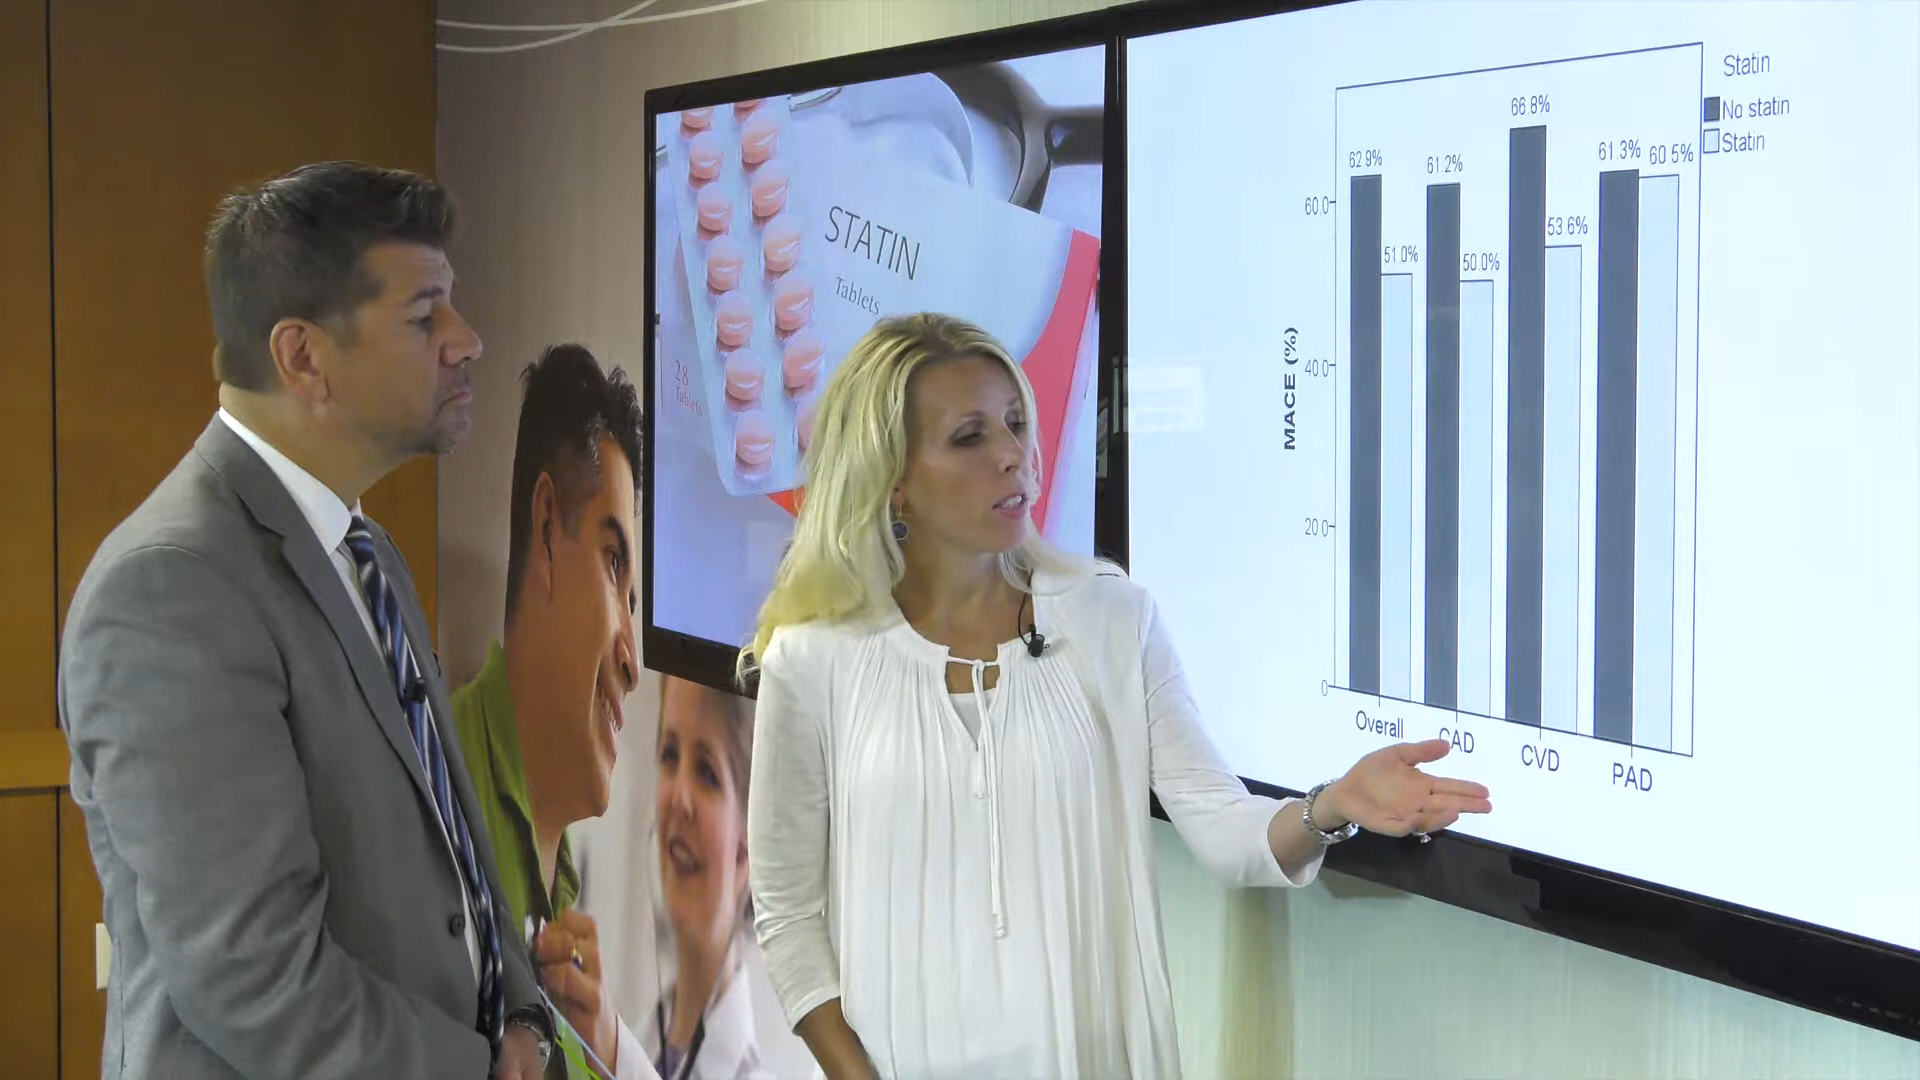 STATIN
Tablets
28
Tablets
Statin
No statin
Statin
66.8%
62.9%
61.2%
61.3%
60.5%
53.6%
51.0%
50.0%
60.0
40.0
20.0
0
MACE (%)
Overall
CAD
CVD
PAD